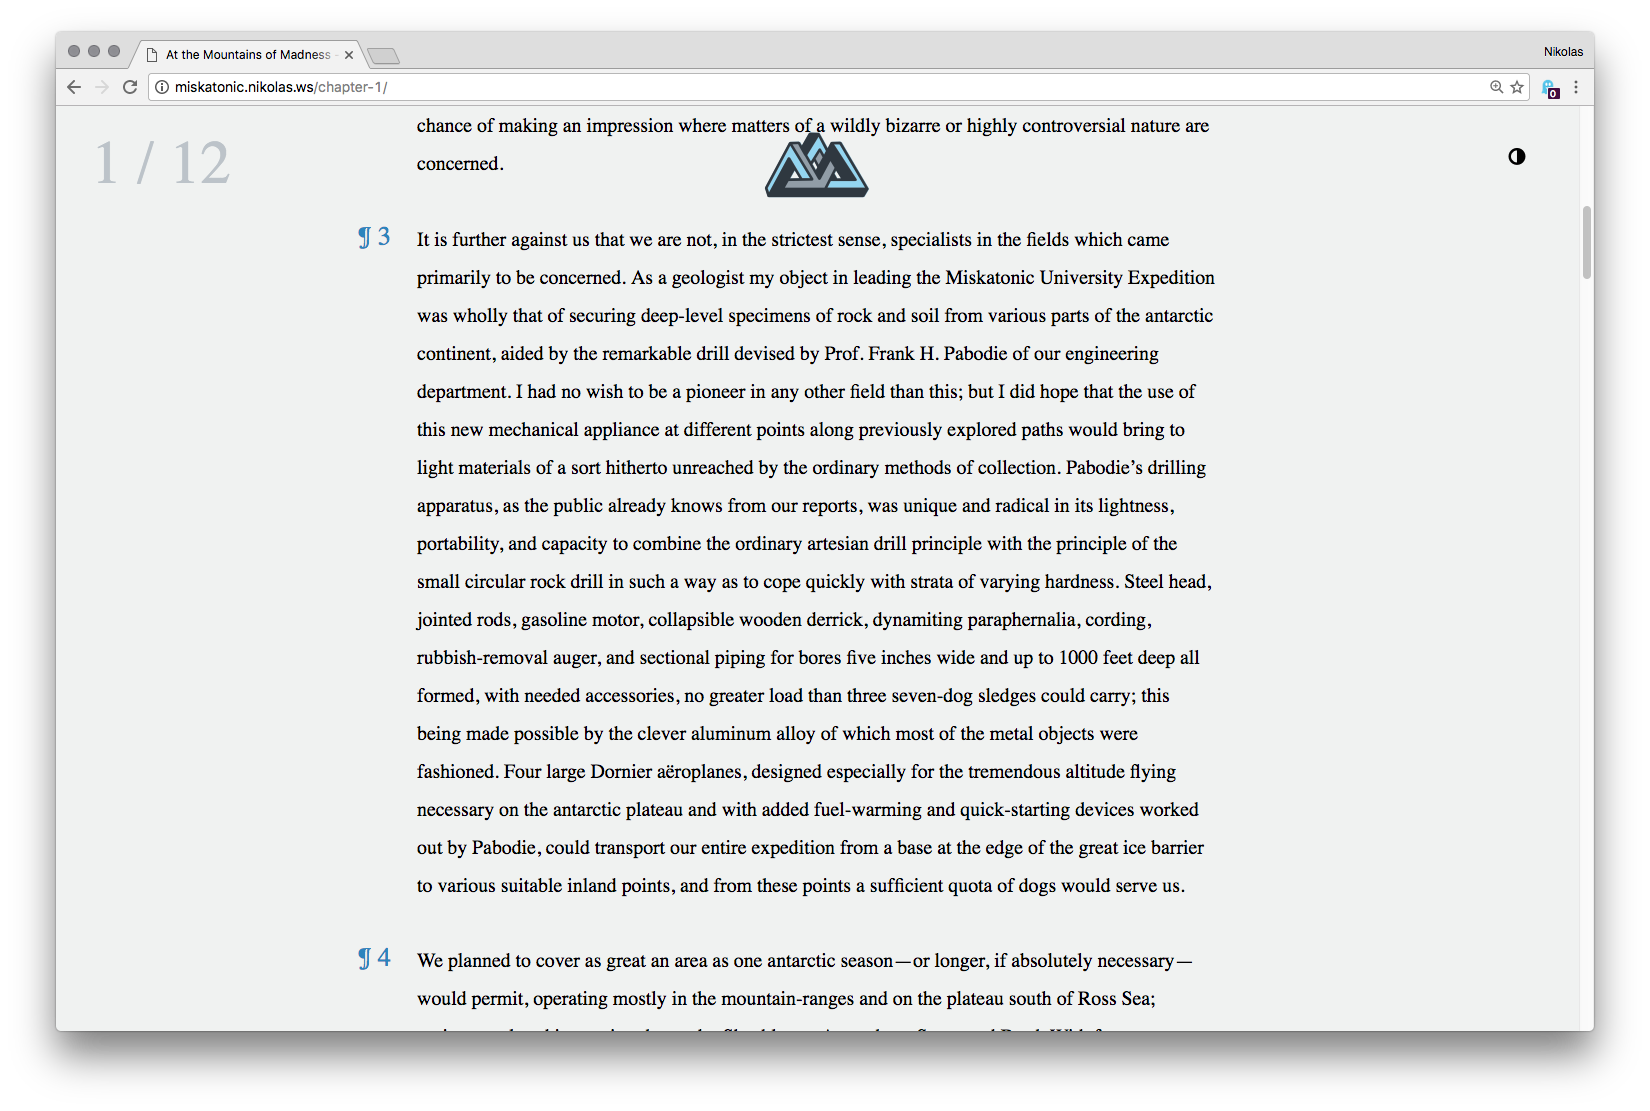 At the Mountains of Madness -
Nikolas
miskatonic.nikolas.ws/chapter-1/
0
1 / 12
chance of making an impression where matters of a wildly bizarre or highly controversial nature are
concerned.
¶ 3
It is further against us that we are not, in the strictest sense, specialists in the fields which came
primarily to be concerned. As a geologist my object in leading the Miskatonic University Expedition
was wholly that of securing deep-level specimens of rock and soil from various parts of the antarctic
continent, aided by the remarkable drill devised by Prof. Frank H. Pabodie of our engineering
department. I had no wish to be a pioneer in any other field than this; but I did hope that the use of
this new mechanical appliance at different points along previously explored paths would bring to
light materials of a sort hitherto unreached by the ordinary methods of collection. Pabodie’s drilling
apparatus, as the public already knows from our reports, was unique and radical in its lightness,
portability, and capacity to combine the ordinary artesian drill principle with the principle of the
small circular rock drill in such a way as to cope quickly with strata of varying hardness. Steel head,
jointed rods, gasoline motor, collapsible wooden derrick, dynamiting paraphernalia, cording,
rubbish-removal auger, and sectional piping for bores five inches wide and up to 1000 feet deep all
formed, with needed accessories, no greater load than three seven-dog sledges could carry; this
being made possible by the clever aluminum alloy of which most of the metal objects were
fashioned. Four large Dornier aëroplanes, designed especially for the tremendous altitude flying
necessary on the antarctic plateau and with added fuel-warming and quick-starting devices worked
out by Pabodie, could transport our entire expedition from a base at the edge of the great ice barrier
to various suitable inland points, and from these points a sufficient quota of dogs would serve us.
¶ 4
We planned to cover as great an area as one antarctic season—or longer, if absolutely necessary—
would permit, operating mostly in the mountain-ranges and on the plateau south of Ross Sea;